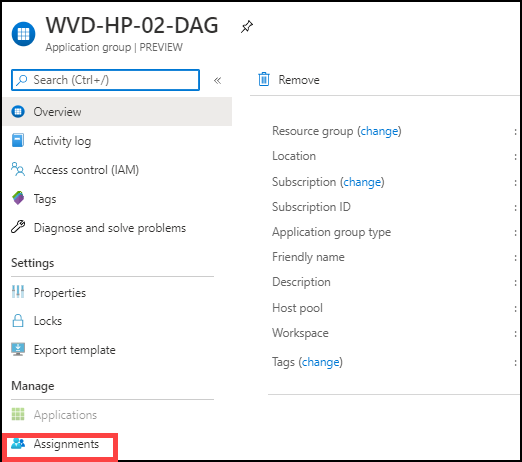 WVD-HP-02-DAG
Application group | PREVIEW
Search (Ctrl+/)
«
Remove
Overview
Activity log
Access control (IAM)
Tags
Diagnose and solve problems
Settings
Properties
Locks
Export template
Manage
Applications
Assignments
Resource group (change) :
Location :
Subscription (change) :
Subscription ID :
Application group type :
Friendly name :
Description :
Host pool :
Workspace :
Tags (change) :